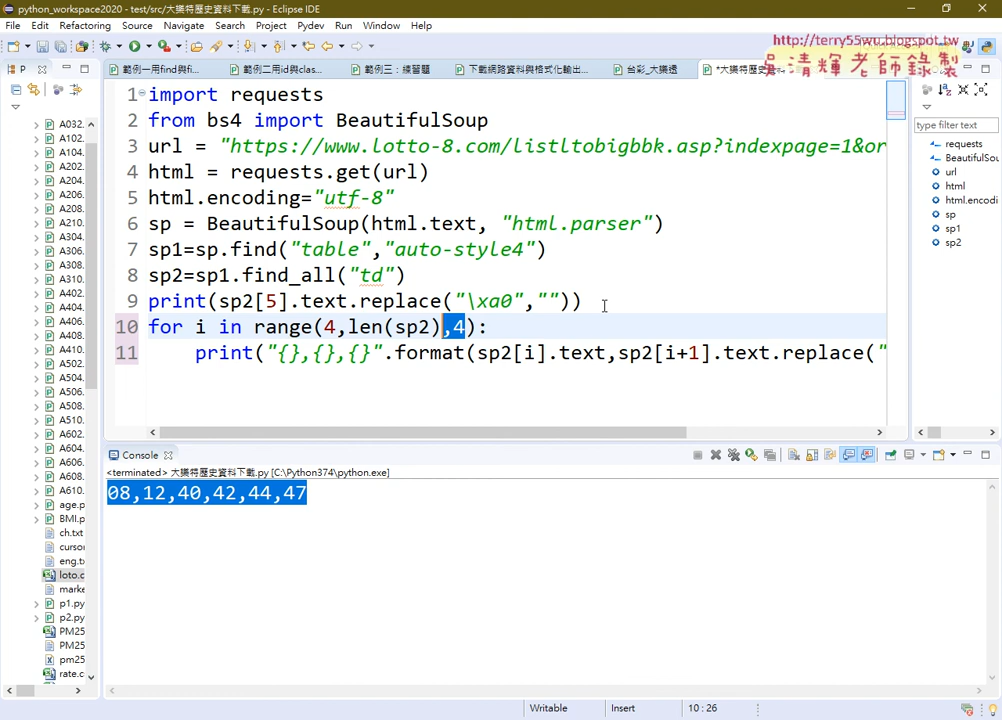 python_workspace2020 - test/src/大樂特歷史資料下載.py - Eclipse IDE
File Edit Refactoring Source Navigate Search Project Pydev Run Window Help
http://terry55wu.blogspot.tw
吳清輝老師錄製
P
範例一用find與fi...
範例二用id與clas...
範例三：練習題
下載網路資料與格式化輸出...
台彩_大樂透
*大樂特歷史
1 import requests
2 from bs4 import BeautifulSoup
3 url = "https://www.lotto-8.com/listltobigbbk.asp?indexpage=1&or
4 html = requests.get(url)
5 html.encoding="utf-8"
6 sp = BeautifulSoup(html.text, "html.parser")
7 sp1=sp.find("table","auto-style4")
8 sp2=sp1.find_all("td")
9 print(sp2[5].text.replace("\xa0",""))
10 for i in range(4,len(sp2),4):
11 print("{},{},{}".format(sp2[i].text,sp2[i+1].text.replace("
A032.
A102.
A104.
A202.
A204.
A206.
A208.
A210.
A304.
A306.
A308.
A310.
A402.
A404.
A406.
A408.
A410.
A502.
A504.
A506.
A508.
A510.
A602.
A604.
A606.
A608.
A610.
age.p
BMI.p
ch.txt
cursor
eng.tx
loto.c
marke
p1.py
p2.py
PM25
PM25
pm25
rate.c
type filter text
requests
BeautifulSou
url
html
html.encodi
sp
sp1
sp2
Console
<terminated> 大樂特歷史資料下載.py [C:\Python374\python.exe]
08,12,40,42,44,47
Writable Insert 10 : 26